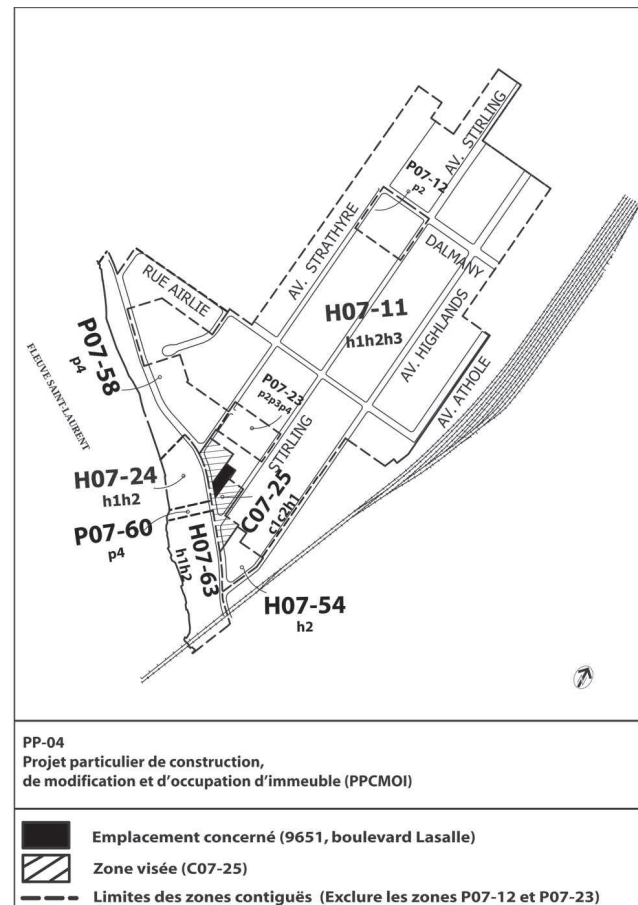 AV. STIRLING
P07-12
p2
AV. STRATHYRE
DALMANY
RUE AIRLIE
H07-11
h1h2h3
AV. HIGHLANDS
P07-58
p4
AV. ATHOLE
P07-23
p2p3p4
FLEUVE SAINT-LAURENT
STIRLING
H07-24
h1h2
C07-25
c1c2h1
P07-60
p4
H07-63
h1h2
H07-54
h2
PP-04
Projet particulier de construction,
de modification et d'occupation d'immeuble (PPCMOI)
Emplacement concerné (9651, boulevard Lasalle)
Zone visée (C07-25)
Limites des zones contiguës (Exclure les zones P07-12 et P07-23)